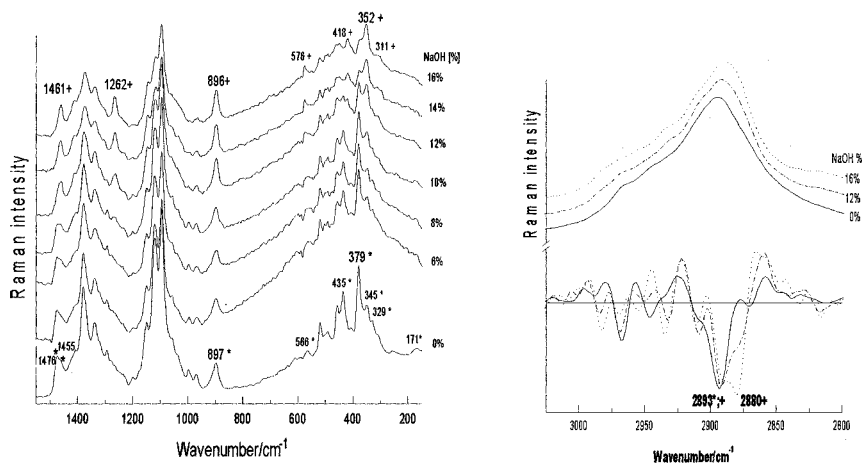 352 +
418 +
576 +
311 +
NaOH [%]
1461+
1262+
896+
16%
14%
12%
10%
8%
6%
0%
379 *
435 *
345 *
329 *
566 *
171*
1455
1476 * *
897 *
Raman intensity
1400 1200 1000 800 600 400 200
Wavenumber/cm-1
Raman intensity
NaOH %
16%
12%
0%
2893*;+ 2880+
3000 2950 2900 2850 2800
Wavenumber/cm-1